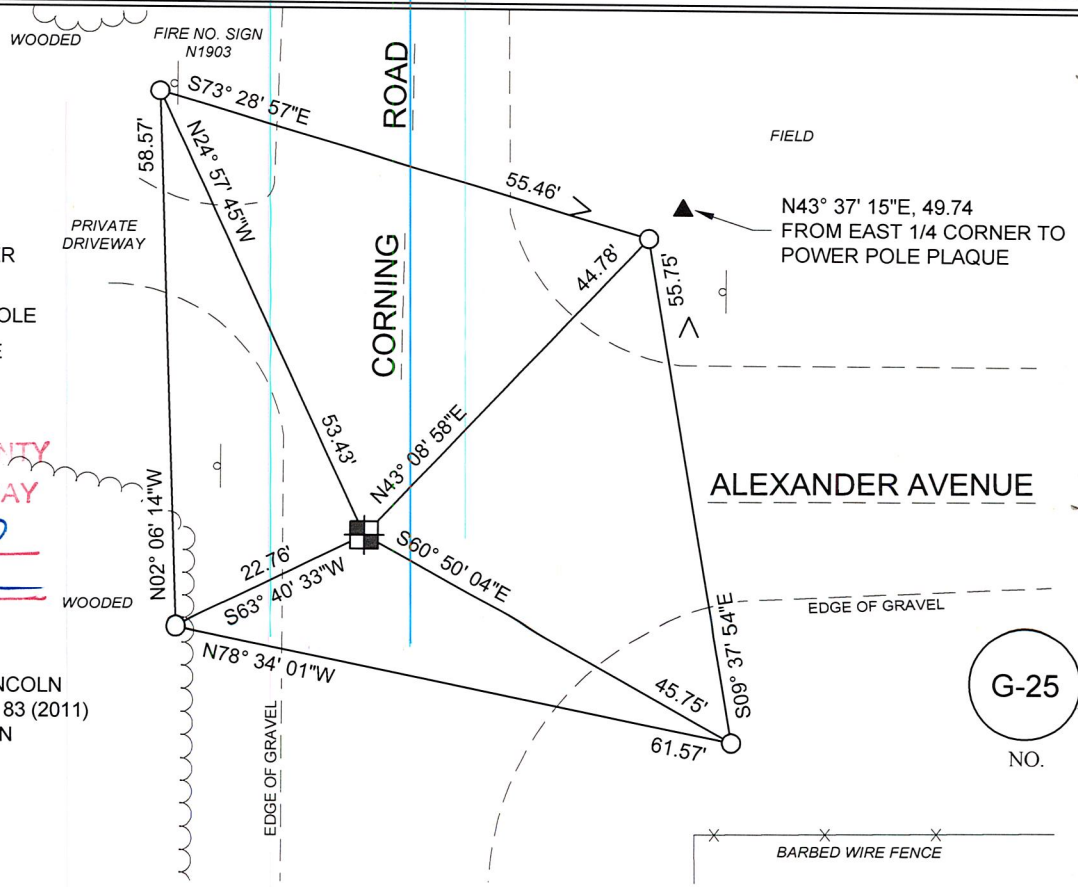 WOODED
FIRE NO. SIGN
N1903
ROAD
S73° 28' 57"E
58.57'
N24° 57' 45"W
FIELD
55.46'
N43° 37' 15"E, 49.74
FROM EAST 1/4 CORNER TO
POWER POLE PLAQUE
PRIVATE
DRIVEWAY
ER
OLE
E
CORNING
44.78'
55.75'
53.43'
N43° 08' 58"E
NTY
AY
ALEXANDER AVENUE
N02° 06' 14"W
22.76'
S63° 40' 33"W
S60° 50' 04"E
WOODED
EDGE OF GRAVEL
S09° 37' 54"E
N78° 34' 01"W
NCOLN
83 (2011)
N
45.75'
61.57'
G-25
NO.
EDGE OF GRAVEL
BARBED WIRE FENCE